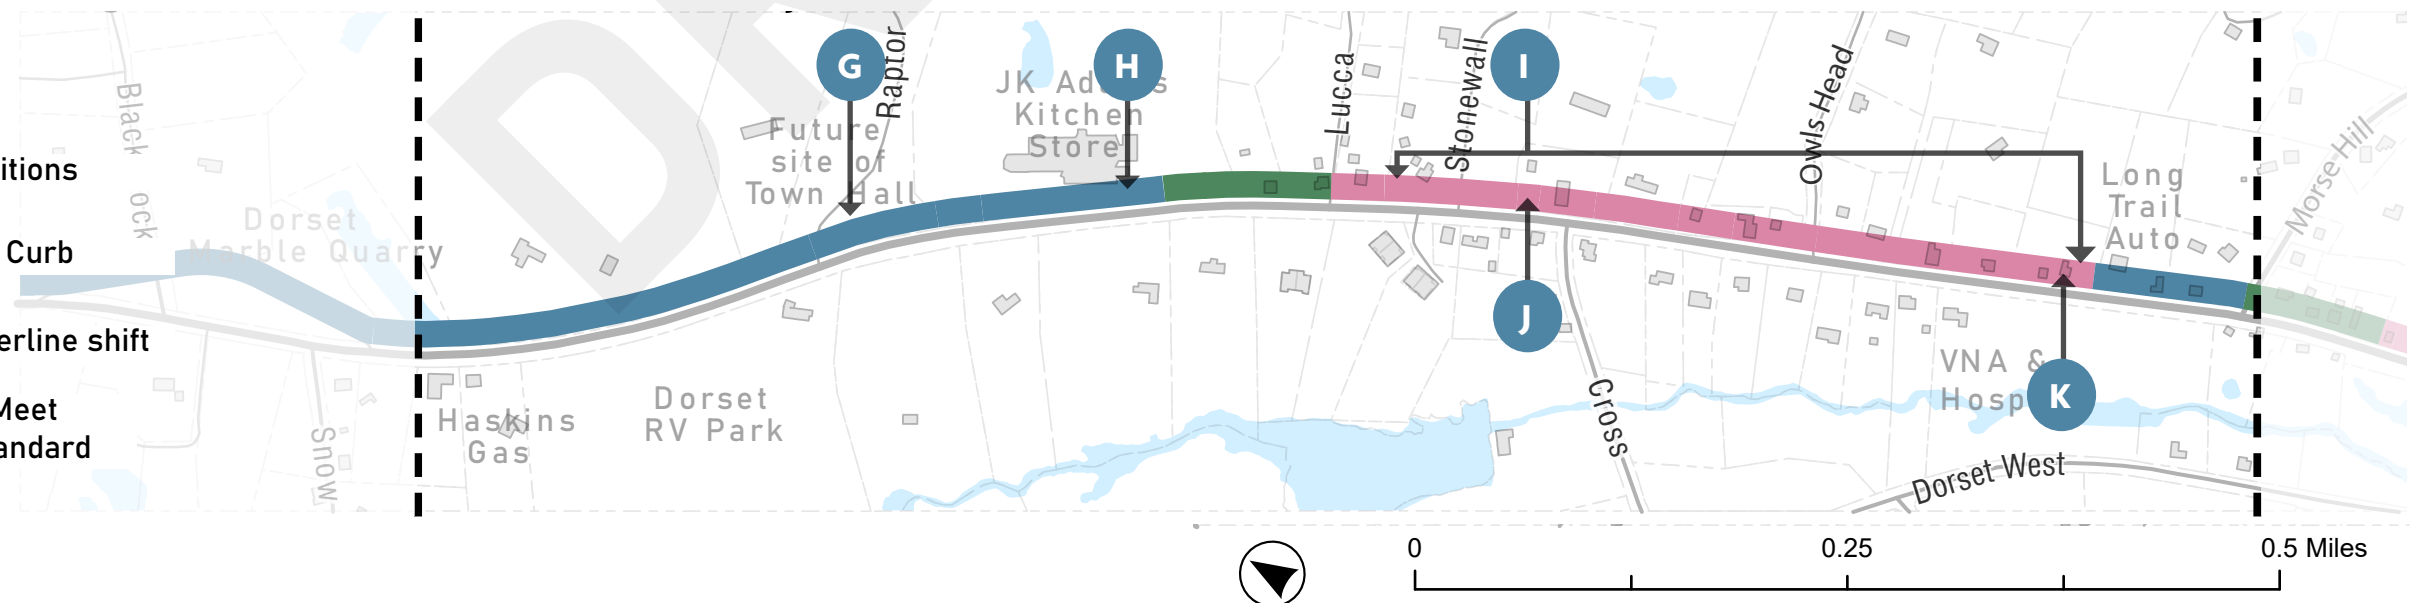 itions
Curb
erline shift
Meet
andard
Black
ock
Dorset
Marble Quarry
Snow
Haskins
Gas
Dorset
RV Park
G
Raptor
Future
site of
Town Hall
H
JK Ad
s
Kitchen
Store
Lucca
Stonewall
I
Owls Head
J
Cross
Long
Trail
Auto
Morse Hill
VNA &
Hosp
K
Dorset West
0
0.25
0.5 Miles